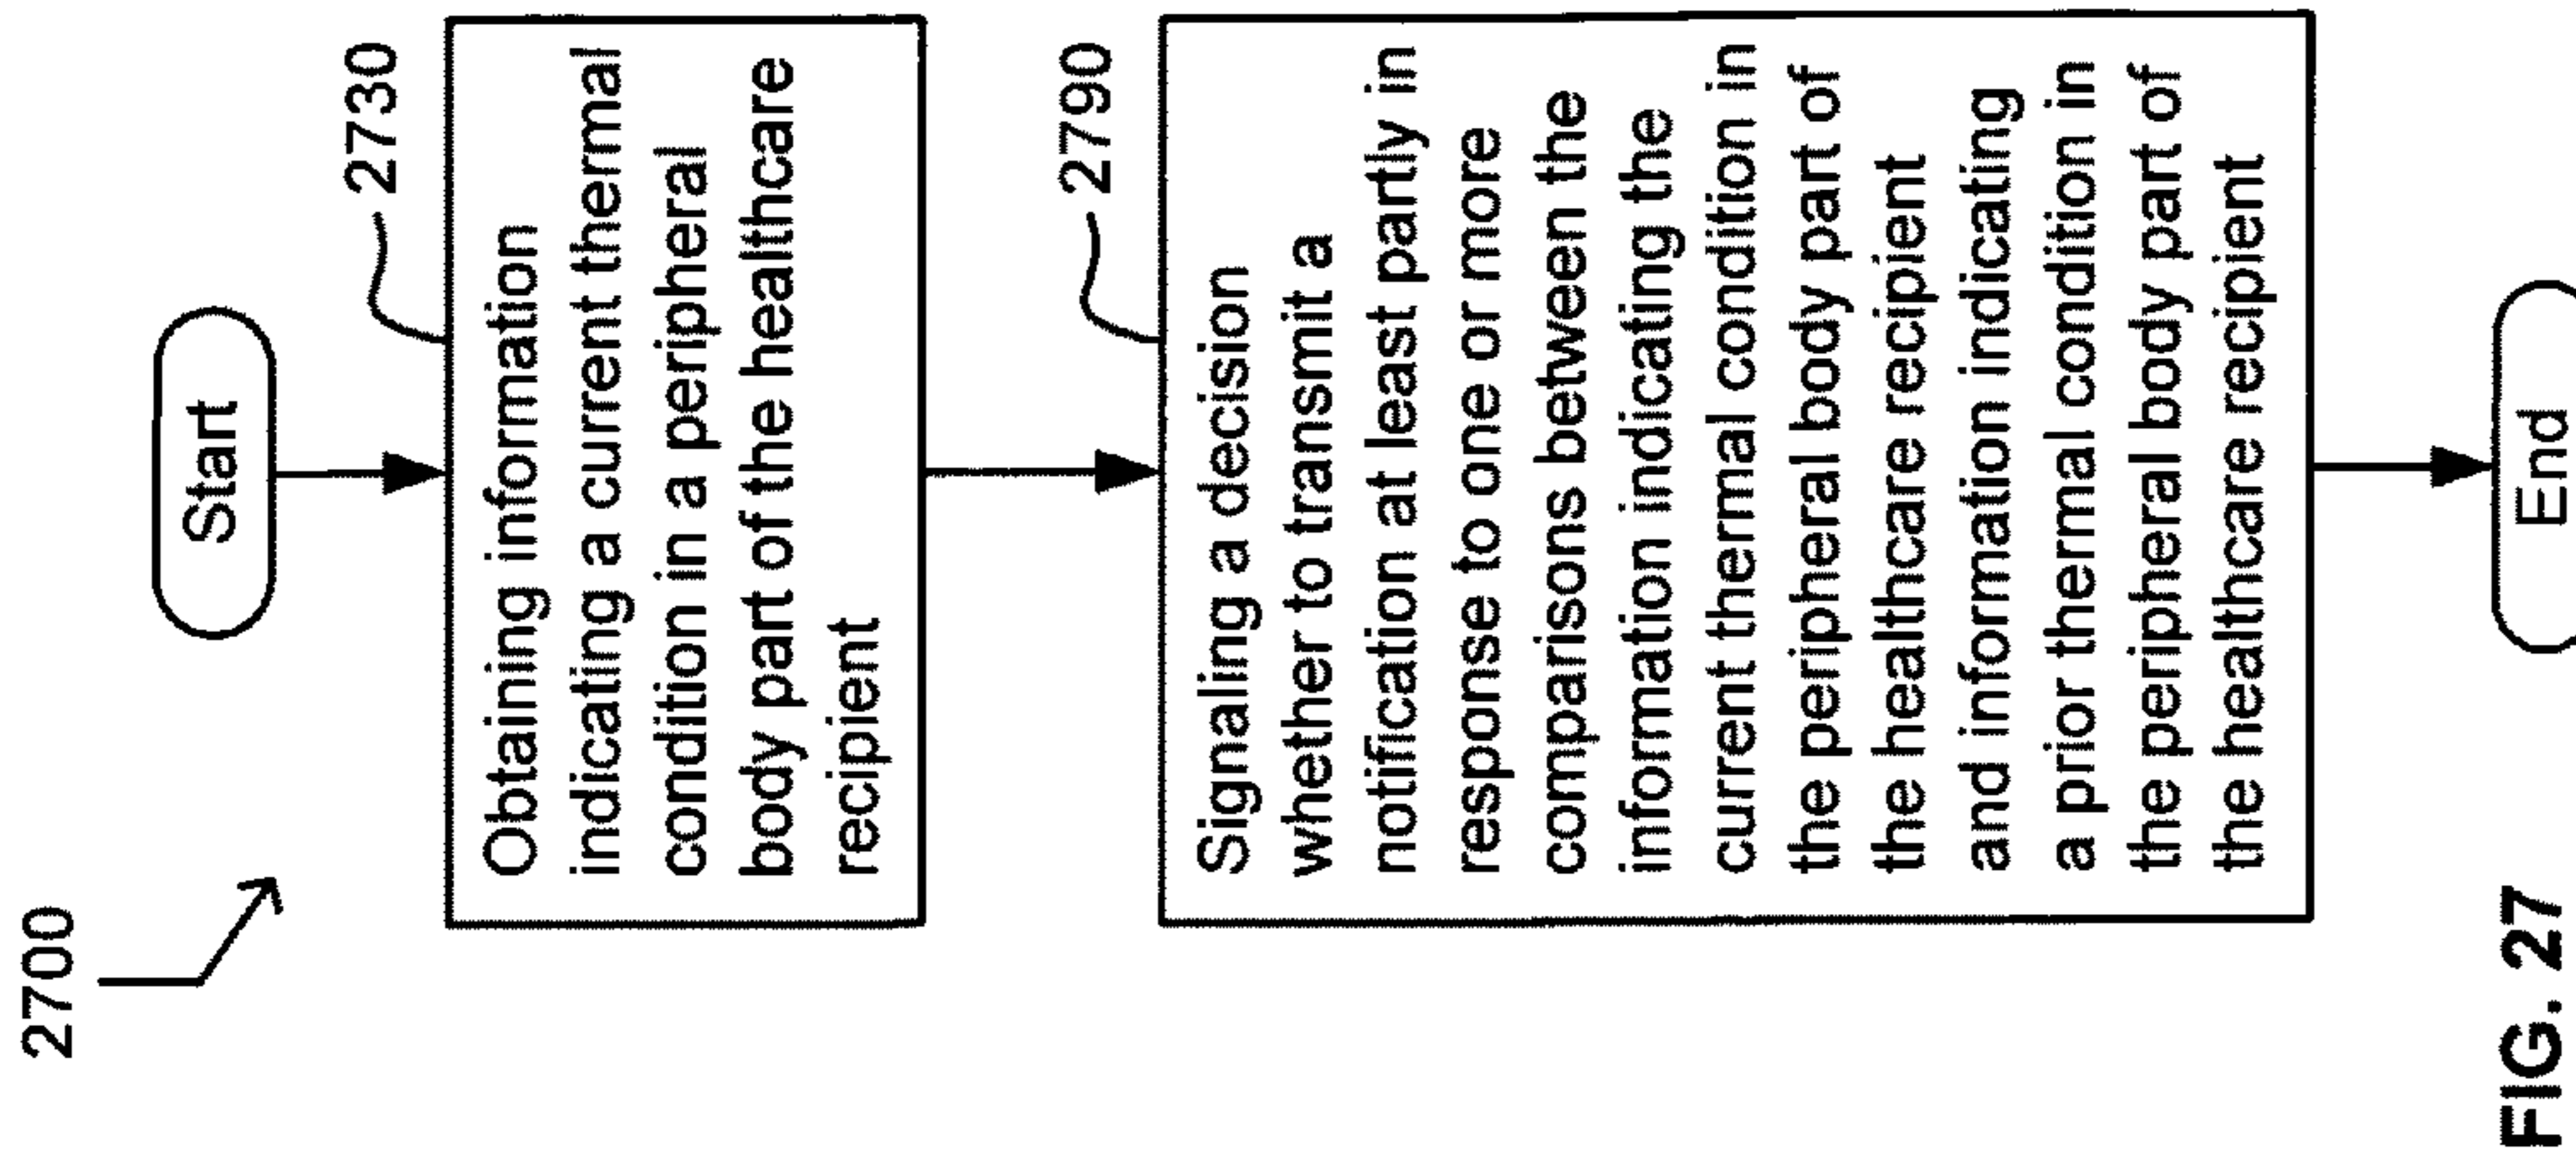 2700
Start
2730
Obtaining information
indicating a current thermal
condition in a peripheral
body part of the healthcare
recipient
2790
Signaling a decision
whether to transmit a
notification at least partly in
response to one or more
comparisons between the
information indicating the
current thermal condition in
the peripheral body part of
the healthcare recipient
and information indicating
a prior thermal condition in
the peripheral body part of
the healthcare recipient
End
FIG. 27